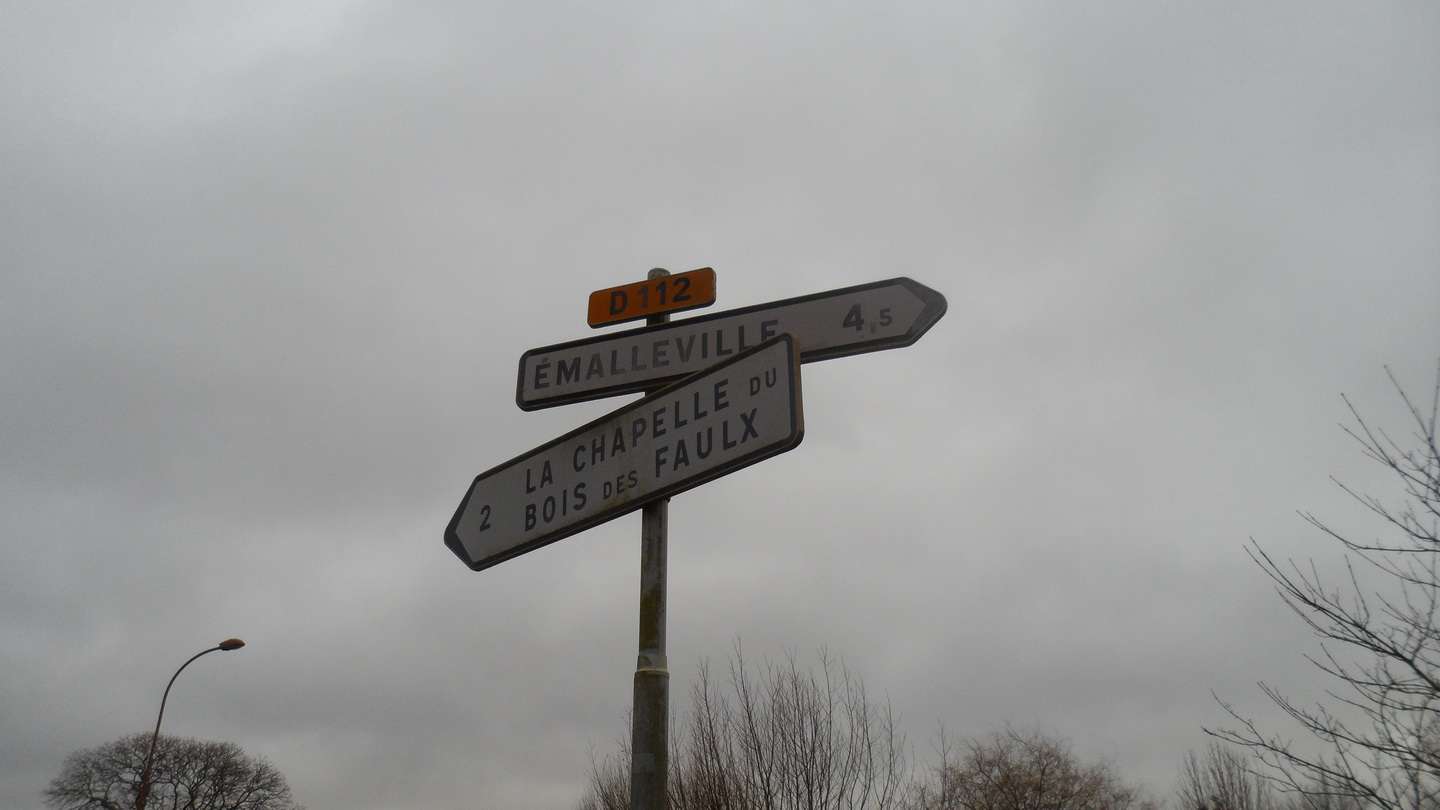 D 112
ÉMALLEVILLE 4,5
LA CHAPELLE DU
2 BOIS DES FAULX